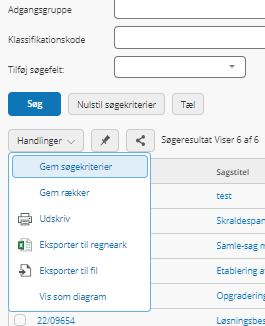 Adgangsgruppe
Klassifikationskode
Tilføj søgefelt:
Søg Nulstil søgekriterier Tæl
Handlinger Søgeresultat Viser 6 af 6
Gem søgekriterier
Gem rækker
Udskriv
Eksporter til regneark
Eksporter til fil
Vis som diagram
Sagstitel
test
Skraldespan
Samle-sag m
Etablering a
Opgradering
22/09654 Løsningsbes